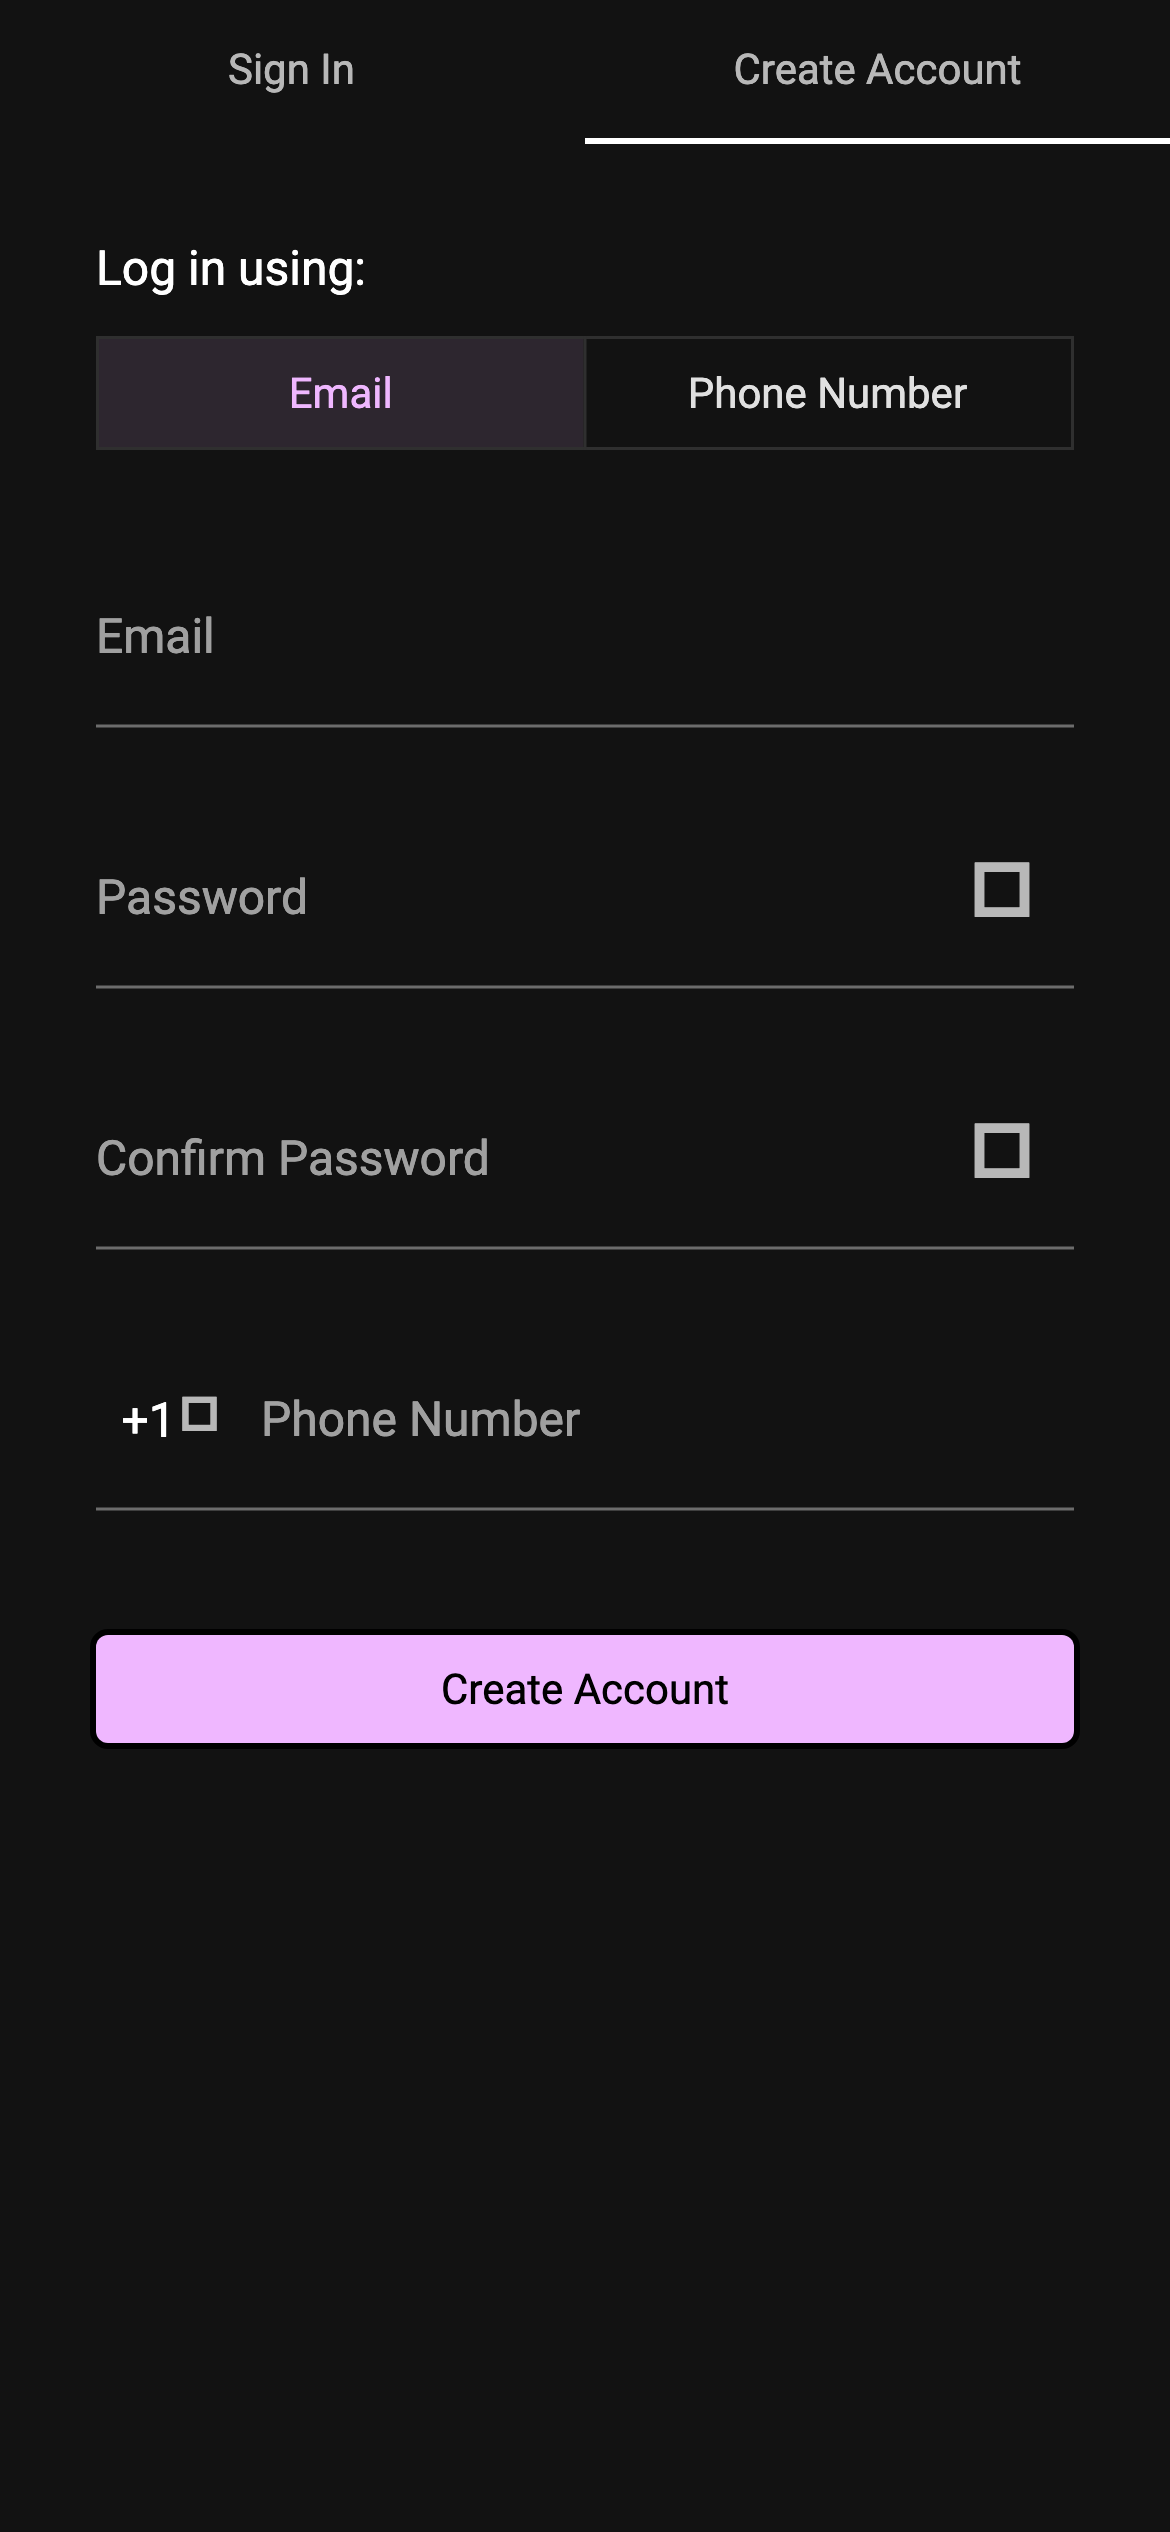 Sign In
Create Account
Log in using:
Email
Phone Number
Email
Password
Confirm Password
+1
Phone Number
Create Account